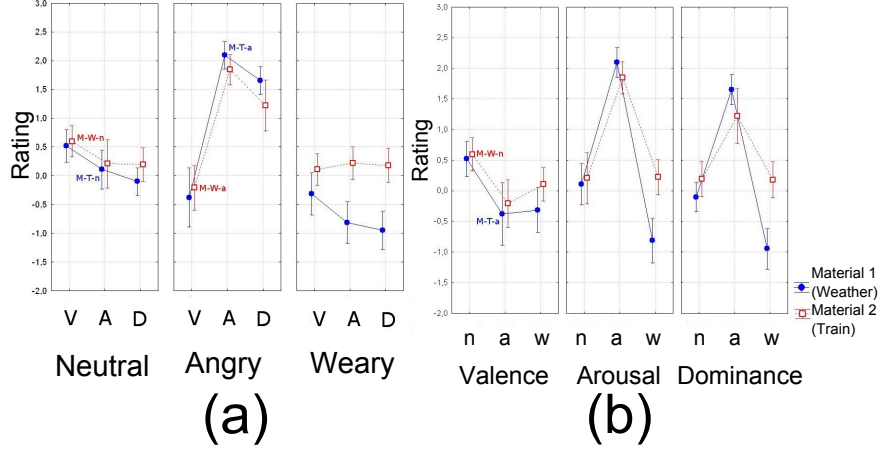 3,0
2,5
2,0
1,5
1,0
0,5
0,0
-0,5
-1,0
-1,5
-2,0
Rating
M-W-n
M-T-n
M-T-a
M-W-a
V A D
V A D
V A D
Neutral Angry Weary
(a)
3,0
2,5
2,0
1,5
1,0
0,5
0,0
-0,5
-1,0
-1,5
-2,0
Rating
M-W-n
M-T-a
n a w
n a w
n a w
Valence Arousal Dominance
(b)
Material 1
(Weather)
Material 2
(Train)